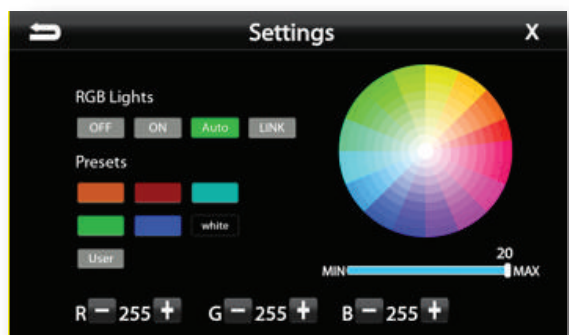 Settings X
RGB Lights
OFF ON Auto LINK
Presets
white
User
20
MIN MAX
R − 255 + G − 255 + B − 255 +